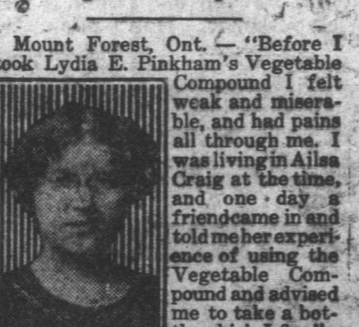 Mount Forest, Ont. — "Before I
took Lydia E. Pinkham's Vegetable
Compound I felt
weak and misera-
ble, and had pains
all through me. I
was living in Ailsa
Craig at the time,
and one day a
friend came in and
told me her experi-
ence of using the
Vegetable Com-
pound and advised
me to take a bot-